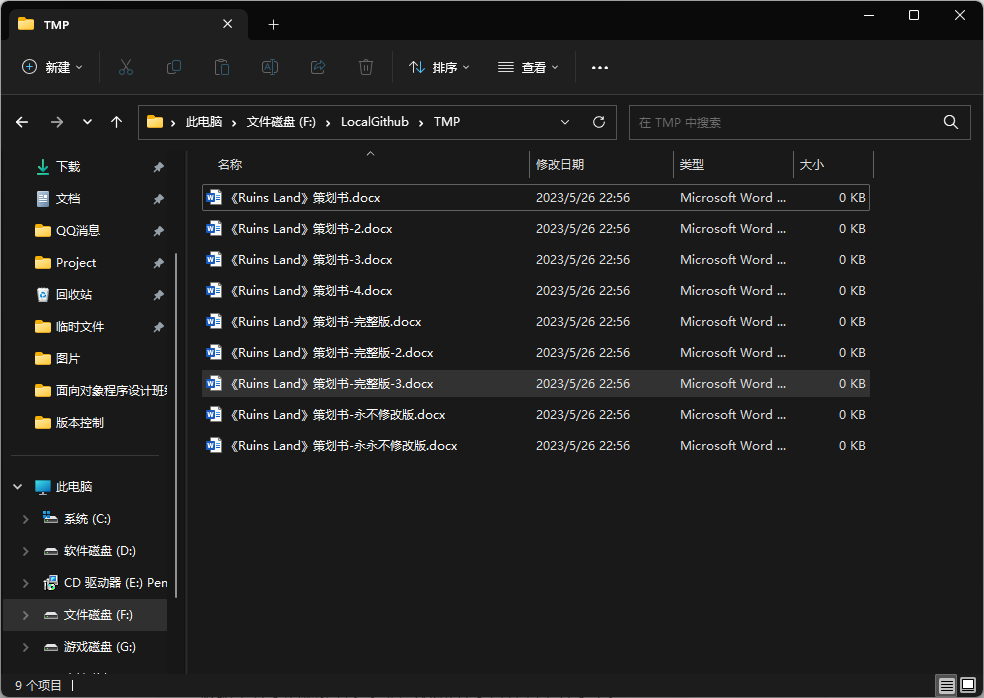 TMP
新建
排序
查看
此电脑 › 文件磁盘 (F:) › LocalGithub › TMP
在 TMP 中搜索
下载
文档
QQ消息
Project
回收站
临时文件
图片
面向对象程序设计班
版本控制
此电脑
系统 (C:)
软件磁盘 (D:)
CD 驱动器 (E:) Pen
文件磁盘 (F:)
游戏磁盘 (G:)
名称 修改日期 类型 大小
《Ruins Land》策划书.docx 2023/5/26 22:56 Microsoft Word ... 0 KB
《Ruins Land》策划书-2.docx 2023/5/26 22:56 Microsoft Word ... 0 KB
《Ruins Land》策划书-3.docx 2023/5/26 22:56 Microsoft Word ... 0 KB
《Ruins Land》策划书-4.docx 2023/5/26 22:56 Microsoft Word ... 0 KB
《Ruins Land》策划书-完整版.docx 2023/5/26 22:56 Microsoft Word ... 0 KB
《Ruins Land》策划书-完整版-2.docx 2023/5/26 22:56 Microsoft Word ... 0 KB
《Ruins Land》策划书-完整版-3.docx 2023/5/26 22:56 Microsoft Word ... 0 KB
《Ruins Land》策划书-永不修改版.docx 2023/5/26 22:56 Microsoft Word ... 0 KB
《Ruins Land》策划书-永永不修改版.docx 2023/5/26 22:56 Microsoft Word ... 0 KB
9 个项目